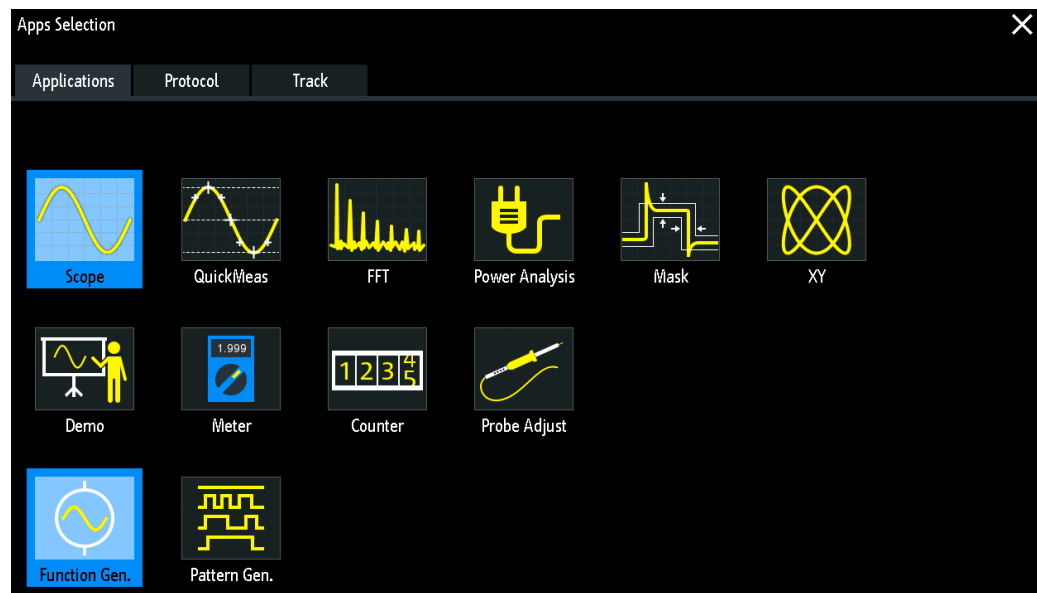 Apps Selection
Applications Protocol Track
Scope QuickMeas FFT Power Analysis Mask XY
1.999
1 2 3 4 5
Demo Meter Counter Probe Adjust
Function Gen. Pattern Gen.